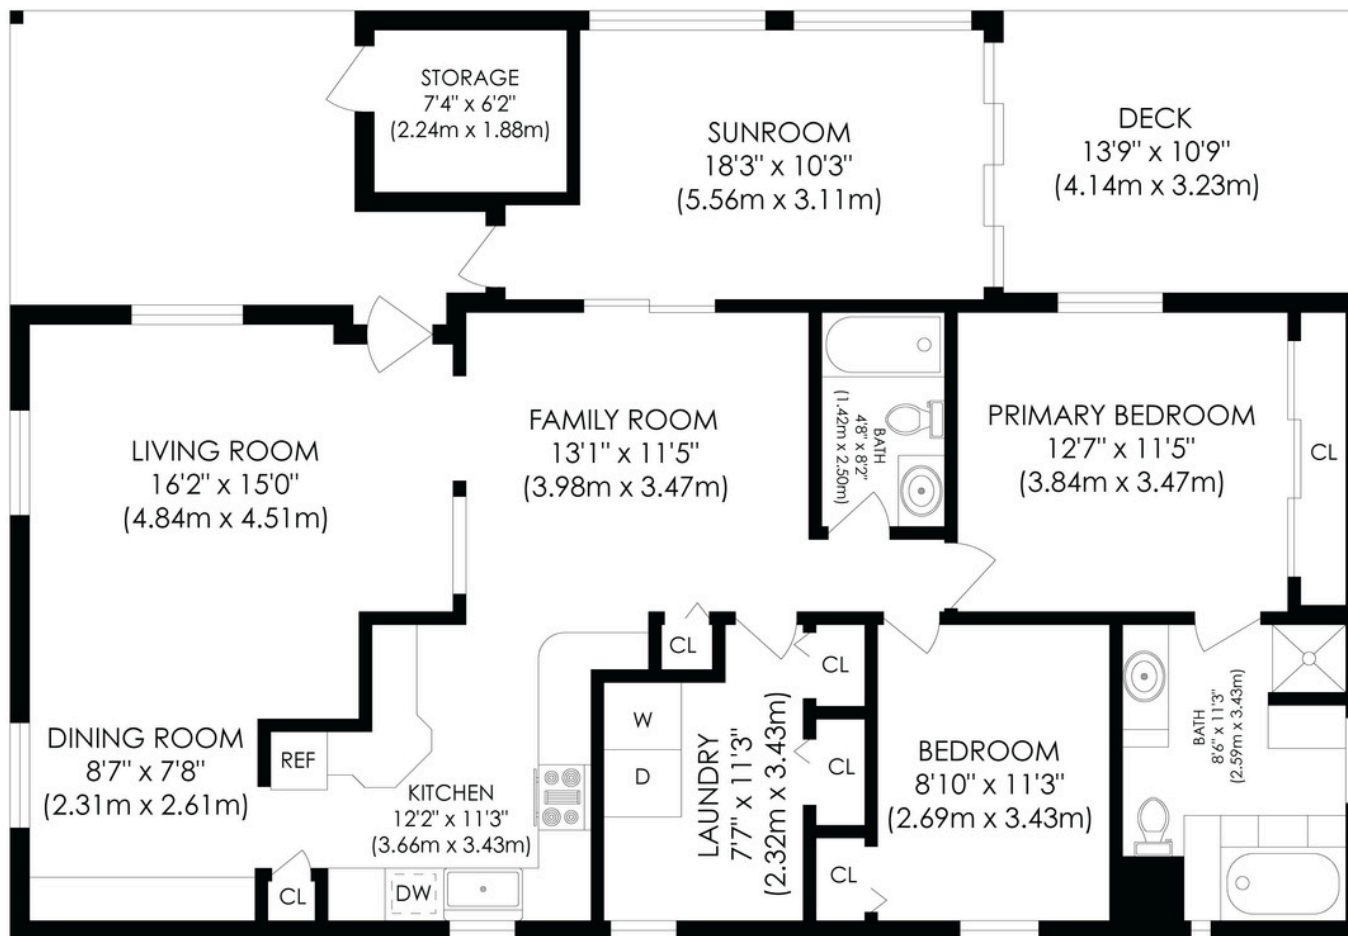 STORAGE
7'4" x 6'2"
(2.24m x 1.88m)
SUNROOM
18'3" x 10'3"
(5.56m x 3.11m)
DECK
13'9" x 10'9"
(4.14m x 3.23m)
LIVING ROOM
16'2" x 15'0"
(4.84m x 4.51m)
FAMILY ROOM
13'1" x 11'5"
(3.98m x 3.47m)
BATH
4'8" x 8'2"
(1.42m x 2.50m)
PRIMARY BEDROOM
12'7" x 11'5"
(3.84m x 3.47m)
CL
DINING ROOM
8'7" x 7'8"
(2.31m x 2.61m)
REF
KITCHEN
12'2" x 11'3"
(3.66m x 3.43m)
CL
DW
CL
W
D
LAUNDRY
7'7" x 11'3"
(2.32m x 3.43m)
CL
CL
CL
BEDROOM
8'10" x 11'3"
(2.69m x 3.43m)
BATH
8'6" x 11'3"
(2.59m x 3.43m)